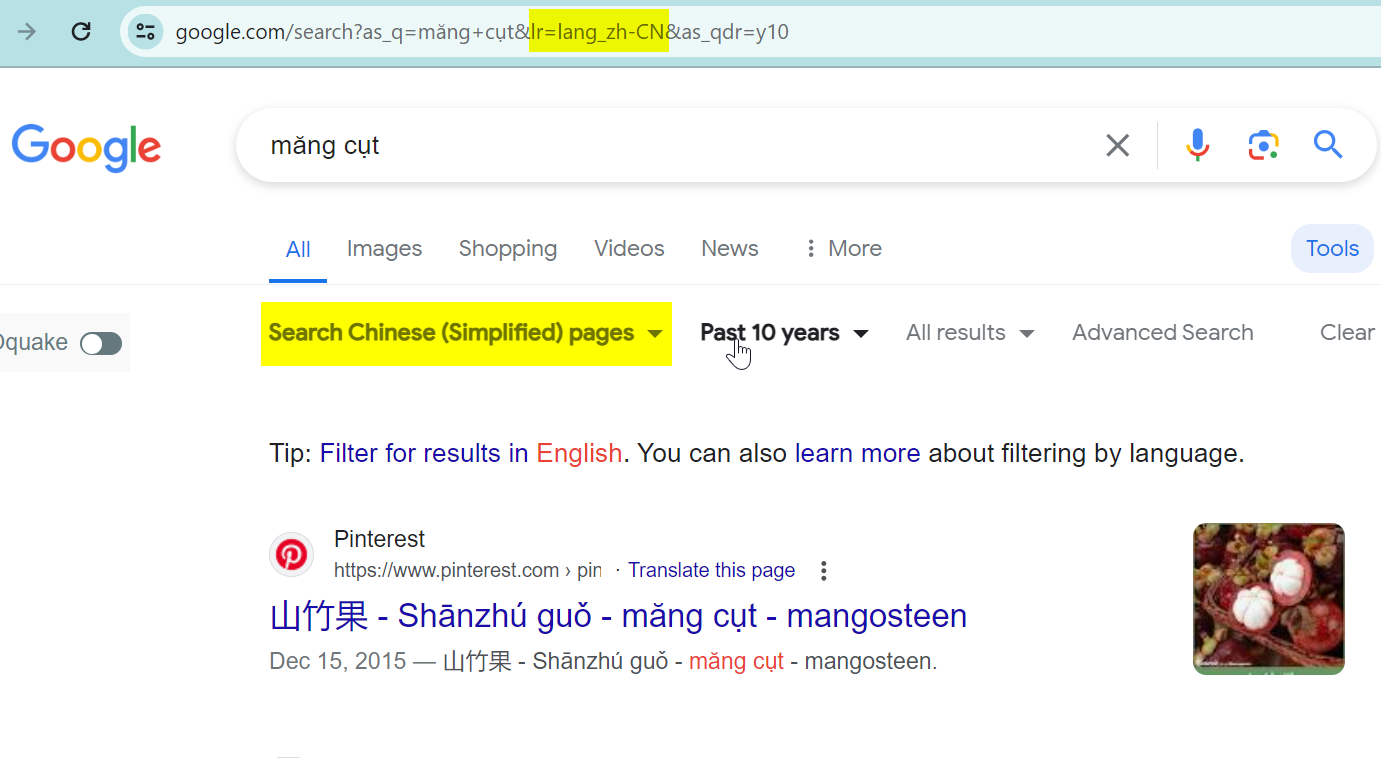 google.com/search?as_q=măng+cụt&lr=lang_zh-CN&as_qdr=y10
Google
măng cụt
All Images Shopping Videos News More Tools
quake
Search Chinese (Simplified) pages Past 10 years All results Advanced Search Clear
Tip: Filter for results in English. You can also learn more about filtering by language.
Pinterest
https://www.pinterest.com › pin · Translate this page
山竹果 - Shānzhú guǒ - măng cụt - mangosteen
Dec 15, 2015 — 山竹果 - Shānzhú guǒ - măng cụt - mangosteen.